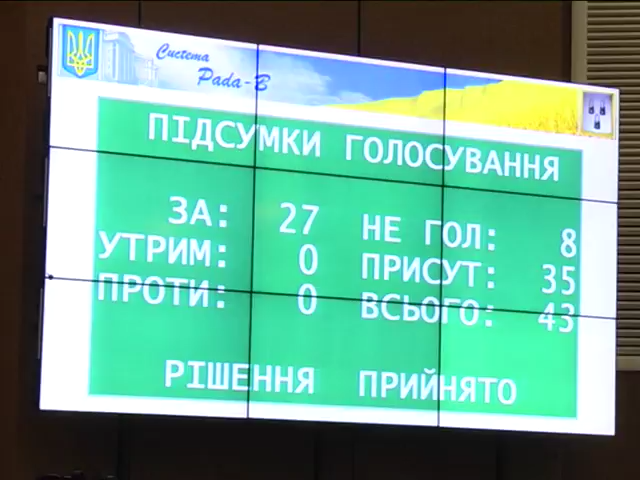 Система
Рада-В
ПІДСУМКИ ГОЛОСУВАННЯ
ЗА: 27 НЕ ГОЛ: 8
УТРИМ: 0 ПРИСУТ: 35
ПРОТИ: 0 ВСЬОГО: 43
РІШЕННЯ ПРИЙНЯТО